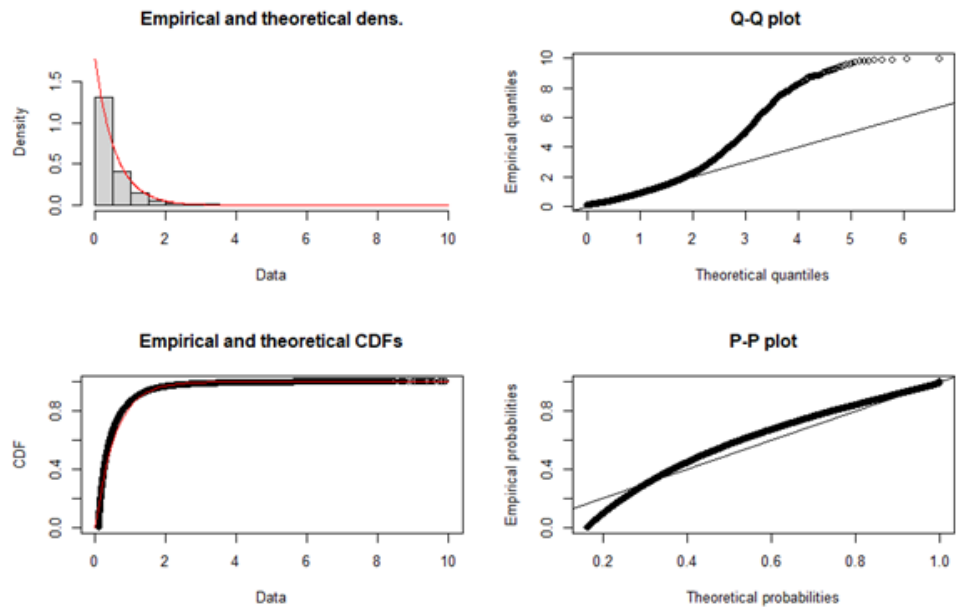 Empirical and theoretical dens.
Density
0.0 0.5 1.0 1.5
0 2 4 6 8 10
Data
Q-Q plot
Empirical quantiles
0 2 4 6 8 10
0 1 2 3 4 5 6
Theoretical quantiles
Empirical and theoretical CDFs
CDF
0.0 0.4 0.8
0 2 4 6 8 10
Data
P-P plot
Empirical probabilities
0.0 0.4 0.8
0.2 0.4 0.6 0.8 1.0
Theoretical probabilities